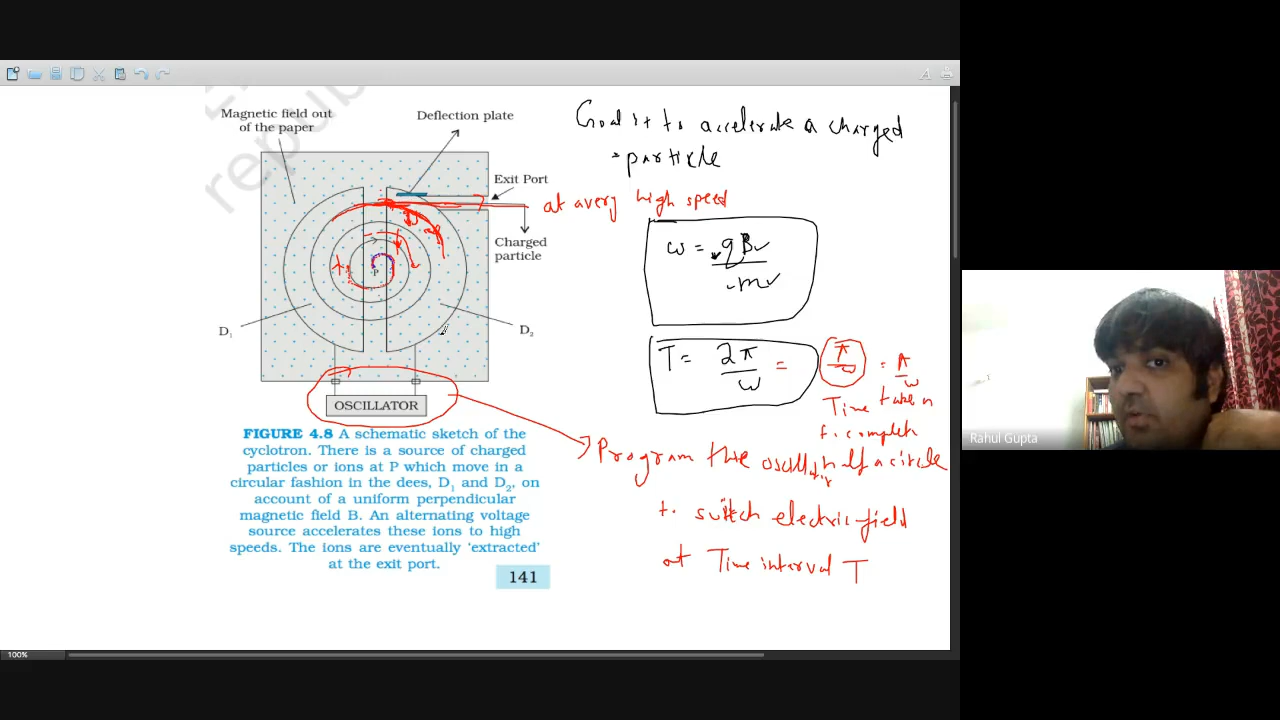 republ
Magnetic field out
of the paper
Deflection plate
Exit Port
Charged
particle
P
D1
D2
OSCILLATOR
FIGURE 4.8 A schematic sketch of the
cyclotron. There is a source of charged
particles or ions at P which move in a
circular fashion in the dees, D1 and D2, on
account of a uniform perpendicular
magnetic field B. An alternating voltage
source accelerates these ions to high
speeds. The ions are eventually ‘extracted’
at the exit port.
141
Goal is to accelerate a charged
particle
at a very high speed
ω = qB
m
T = 2π
ω
=
π
ω
= π
ω
Time taken
to complete
half a circle
Program the oscillator
to switch electric field
at Time interval T
100%
Rahul Gupta